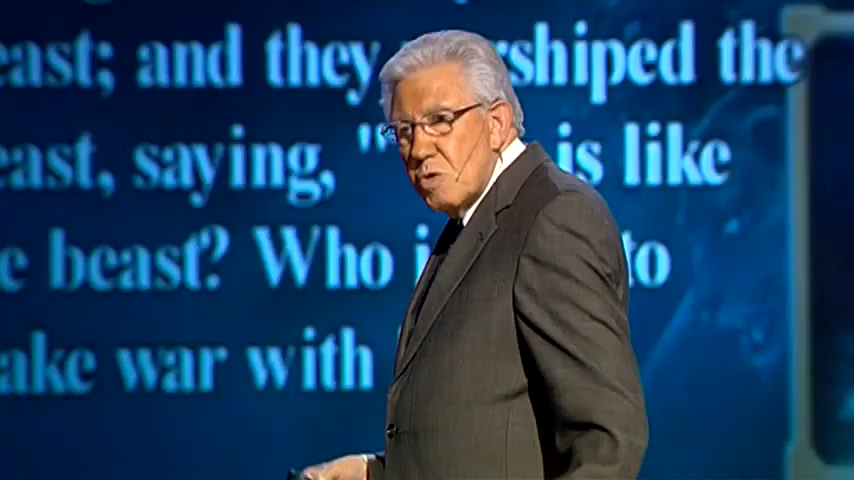 east; and they rshiped the
east, saying, " is like
e beast? Who i to
ake war with